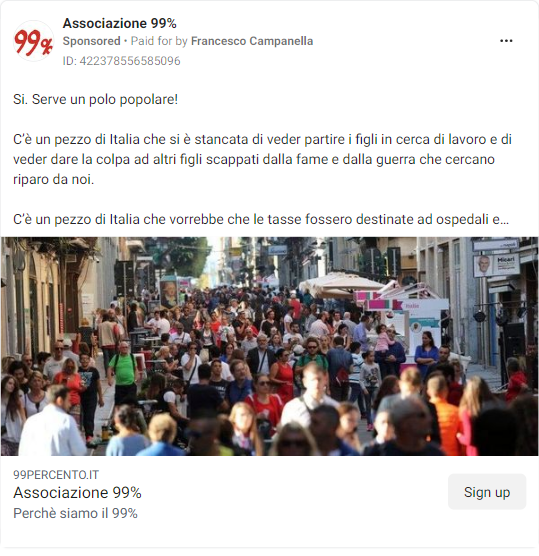 99%
Associazione 99%
Sponsored • Paid for by Francesco Campanella
ID: 422378556585096
Si. Serve un polo popolare!
C'è un pezzo di Italia che si è stancata di veder partire i figli in cerca di lavoro e di
veder dare la colpa ad altri figli scappati dalla fame e dalla guerra che cercano
riparo da noi.
C'è un pezzo di Italia che vorrebbe che le tasse fossero destinate ad ospedali e...
Misari
99PERCENTO.IT
Associazione 99%
Perchè siamo il 99%
Sign up